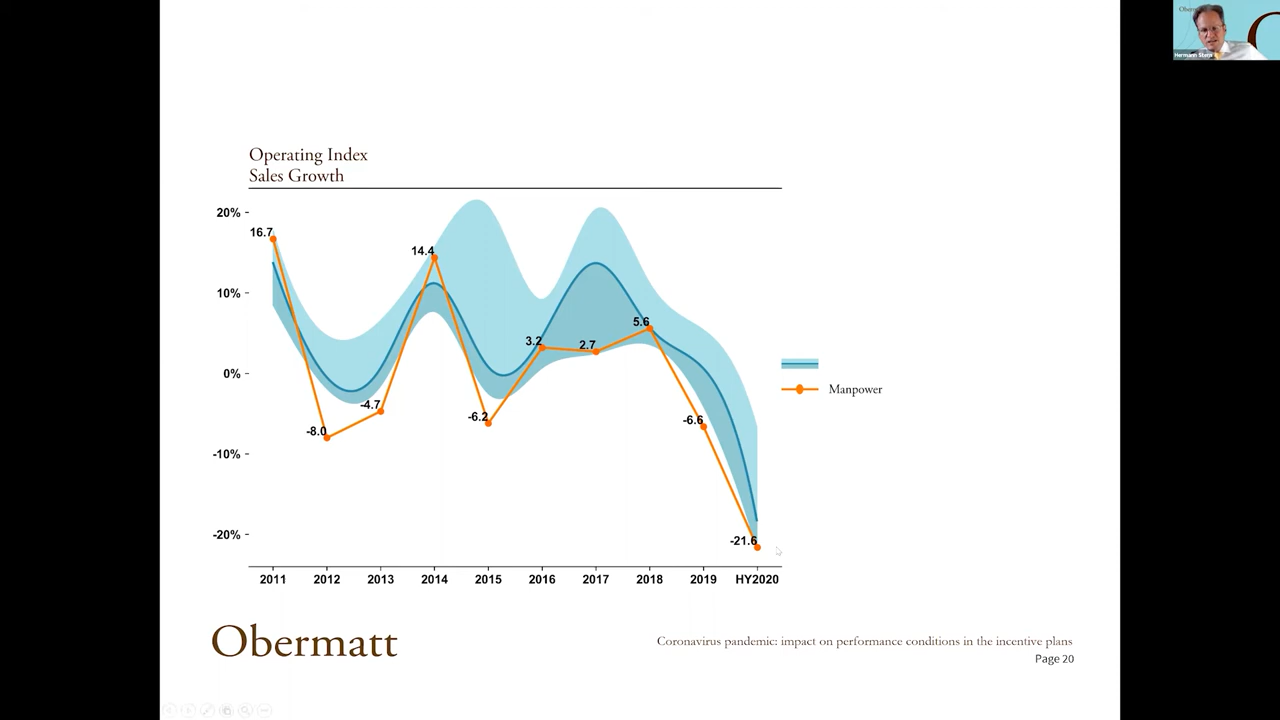 Hermann Stern
Operating Index
Sales Growth
20%
10%
0%
-10%
-20%
16.7
-8.0
-4.7
14.4
-6.2
3.2
2.7
5.6
-6.6
-21.6
Manpower
2011 2012 2013 2014 2015 2016 2017 2018 2019 HY2020
Obermatt
Coronavirus pandemic: impact on performance conditions in the incentive plans
Page 20